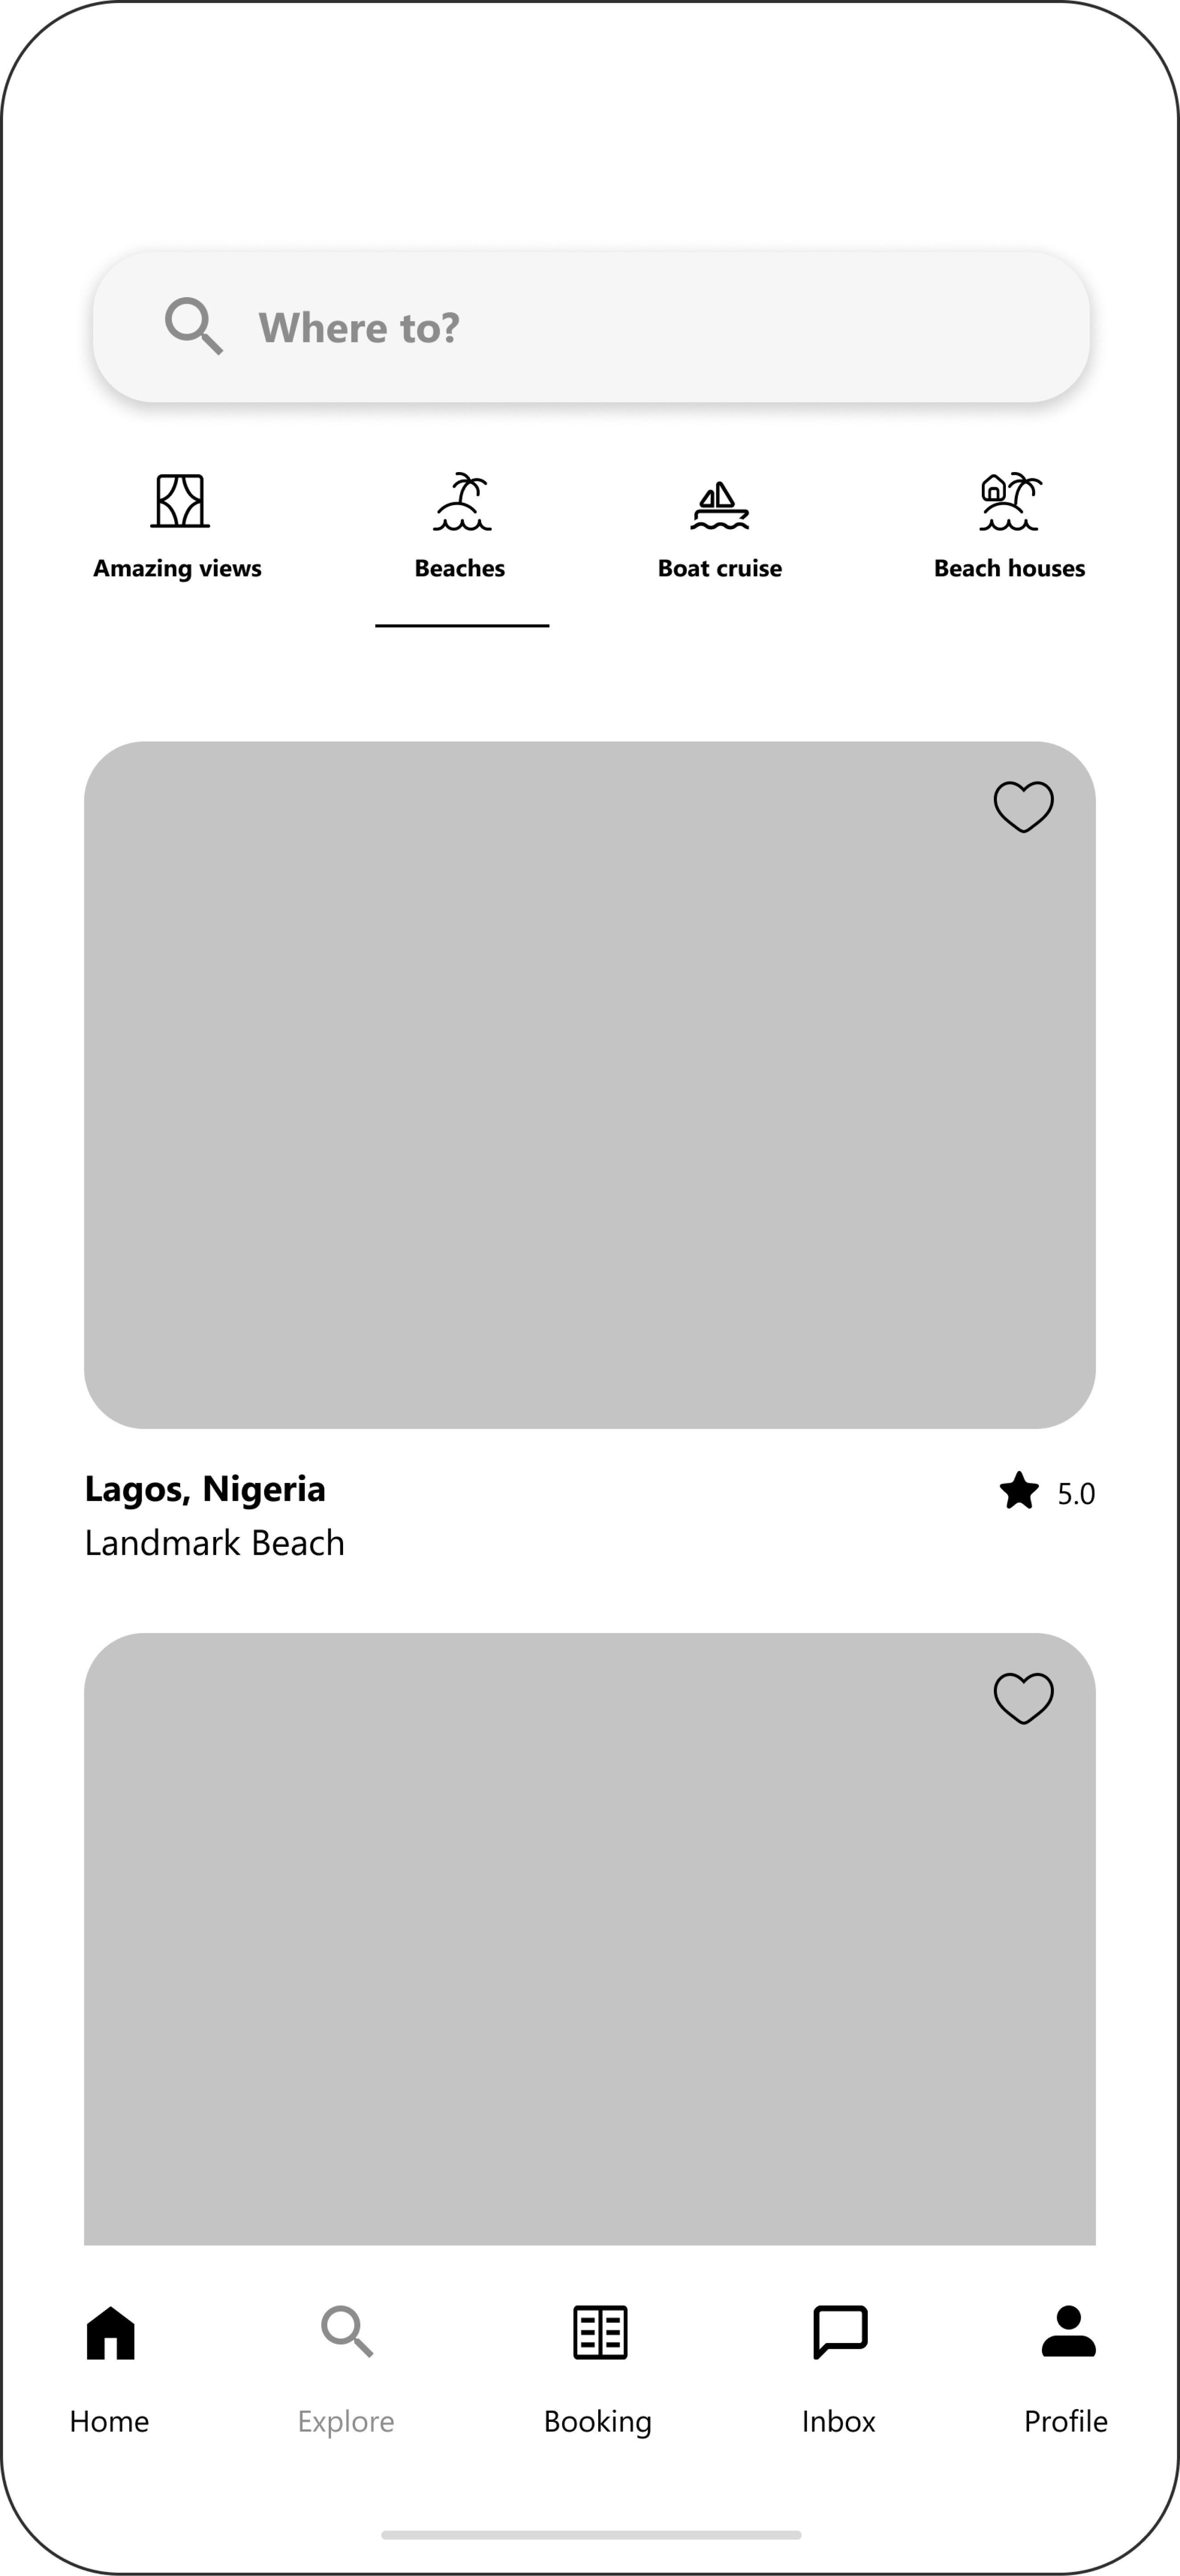 Where to?
Amazing views
Beaches
Boat cruise
Beach houses
Lagos, Nigeria
5.0
Landmark Beach
Home
Explore
Booking
Inbox
Profile